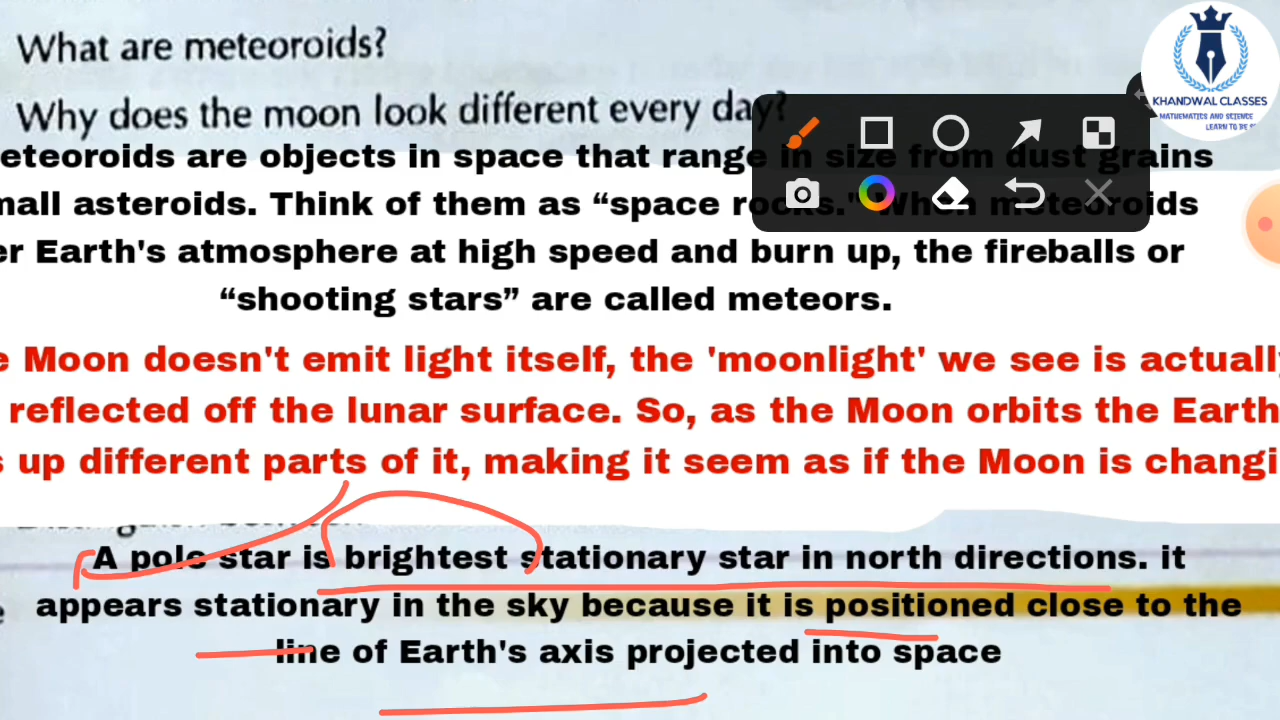 What are meteoroids?
Why does the moon look different every day?
eteoroids are objects in space that range in size from dust grains
mall asteroids. Think of them as “space rocks." When meteoroids
er Earth's atmosphere at high speed and burn up, the fireballs or
“shooting stars” are called meteors.
e Moon doesn't emit light itself, the 'moonlight' we see is actually
reflected off the lunar surface. So, as the Moon orbits the Earth
s up different parts of it, making it seem as if the Moon is changi
A pole star is brightest stationary star in north directions. it
appears stationary in the sky because it is positioned close to the
line of Earth's axis projected into space
KHANDWAL CLASSES
MATHEMATICS AND SCIENCE
LEARN TO BE